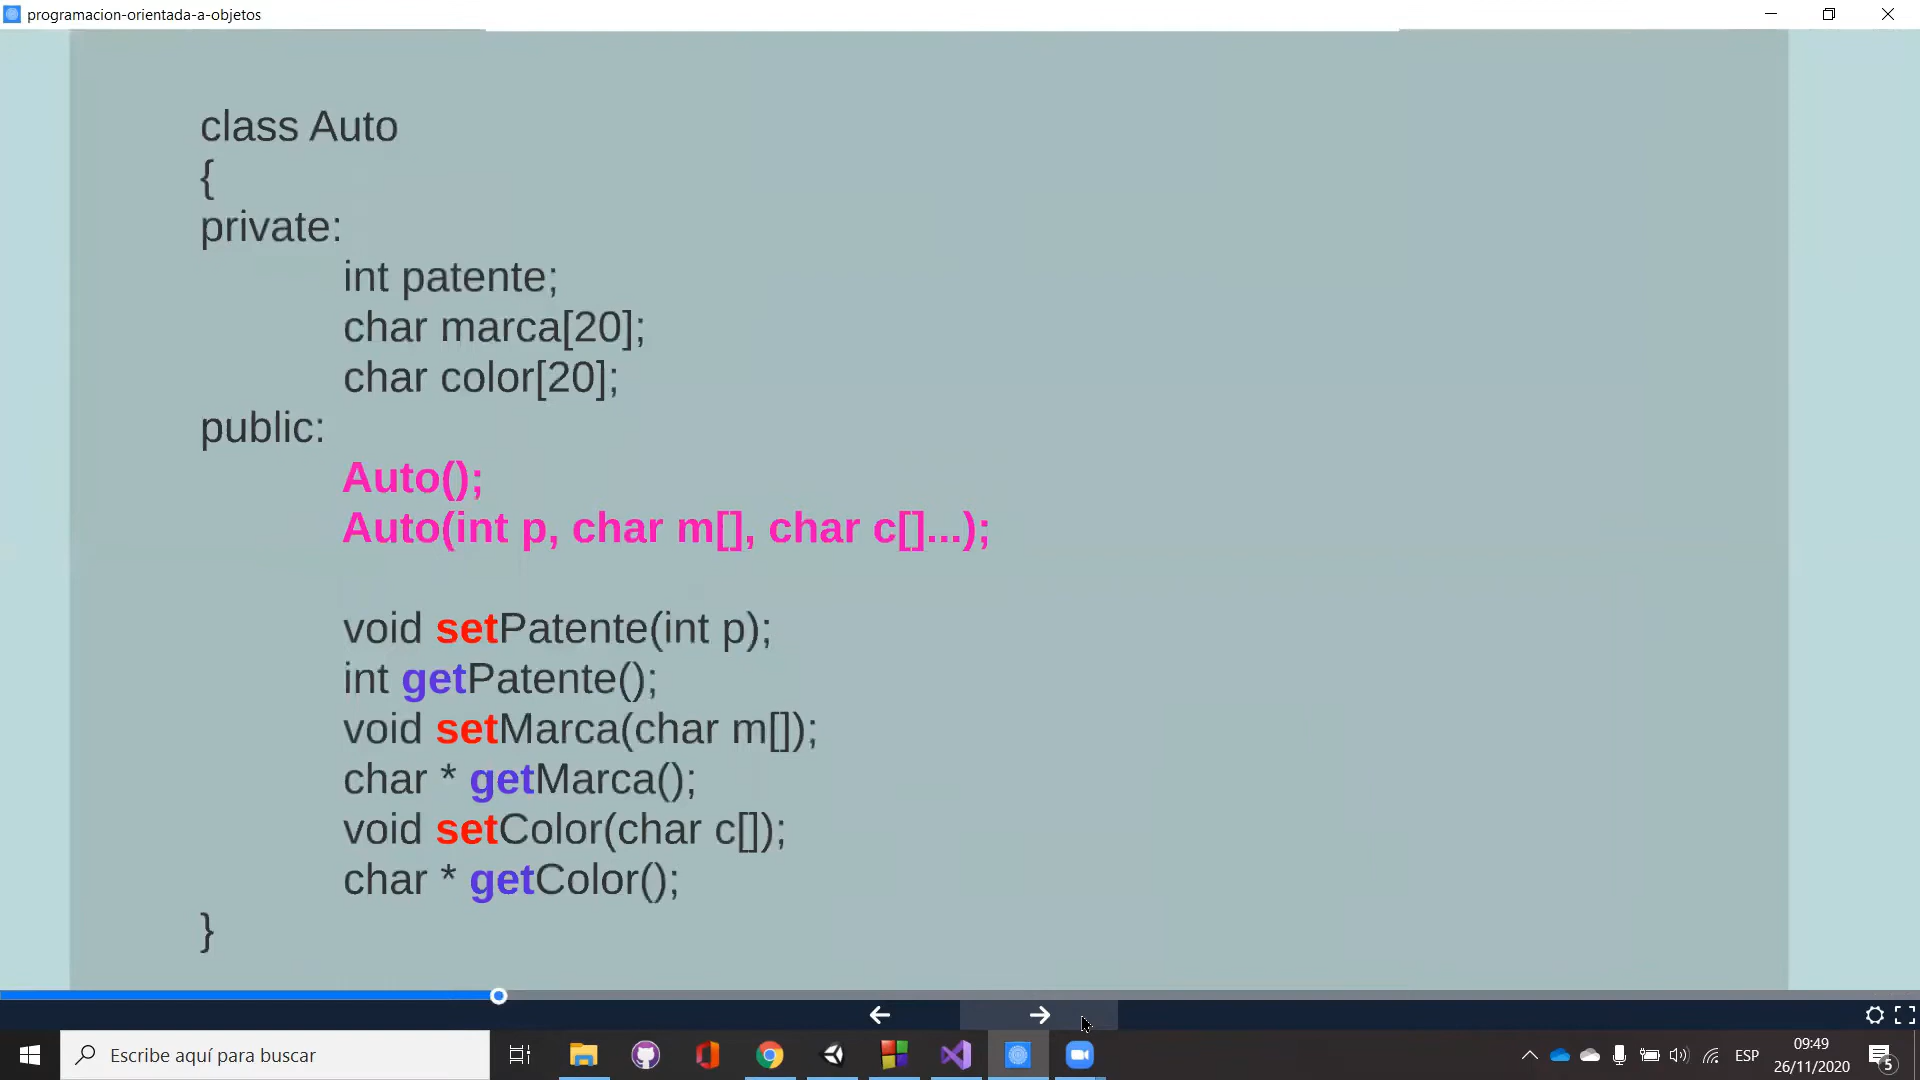 programacion-orientada-a-objetos
class Auto
{
private:
int patente;
char marca[20];
char color[20];
public:
Auto();
Auto(int p, char m[], char c[]...);
void setPatente(int p);
int getPatente();
void setMarca(char m[]);
char * getMarca();
void setColor(char c[]);
char * getColor();
}
Escribe aquí para buscar
ESP
09:49
26/11/2020
5